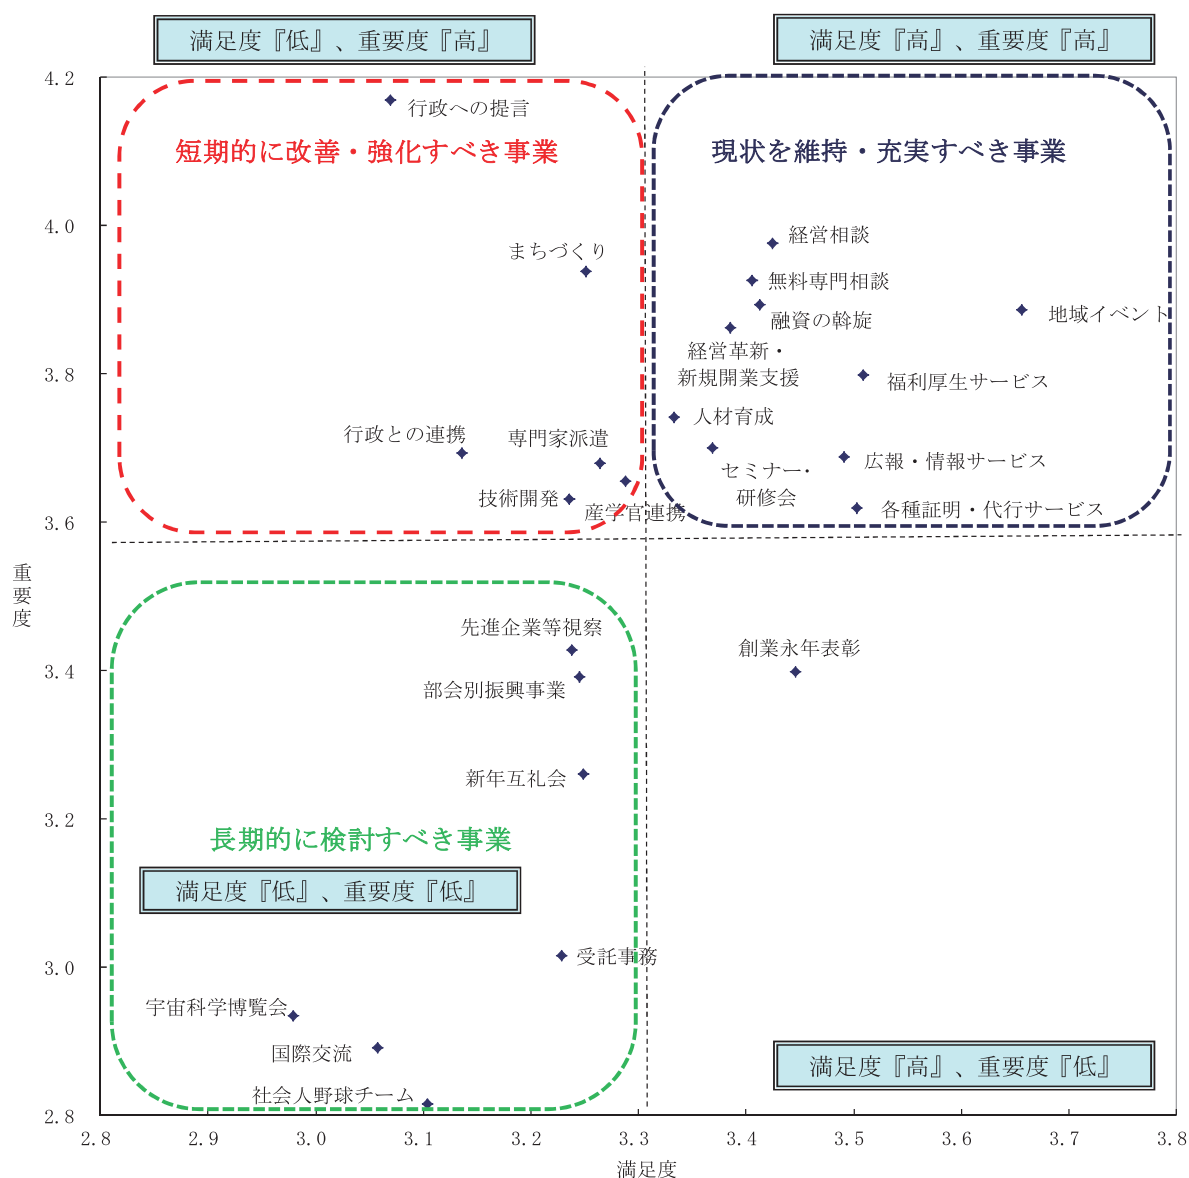 満足度『低』、重要度『高』
満足度『高』、重要度『高』
4.2
行政への提言
短期的に改善・強化すべき事業
現状を維持・充実すべき事業
4.0
まちづくり
経営相談
無料専門相談
地域イベント
融資の斡旋
経営革新・
新規開業支援
3.8
福利厚生サービス
人材育成
行政との連携
専門家派遣
広報・情報サービス
セミナー・
研修会
技術開発
産学官連携
各種証明・代行サービス
3.6
重要度
先進企業等視察
創業永年表彰
3.4
部会別振興事業
新年互礼会
3.2
長期的に検討すべき事業
満足度『低』、重要度『低』
受託事務
3.0
宇宙科学博覧会
国際交流
満足度『高』、重要度『低』
社会人野球チーム
2.8
2.8 2.9 3.0 3.1 3.2 3.3 3.4 3.5 3.6 3.7 3.8
満足度